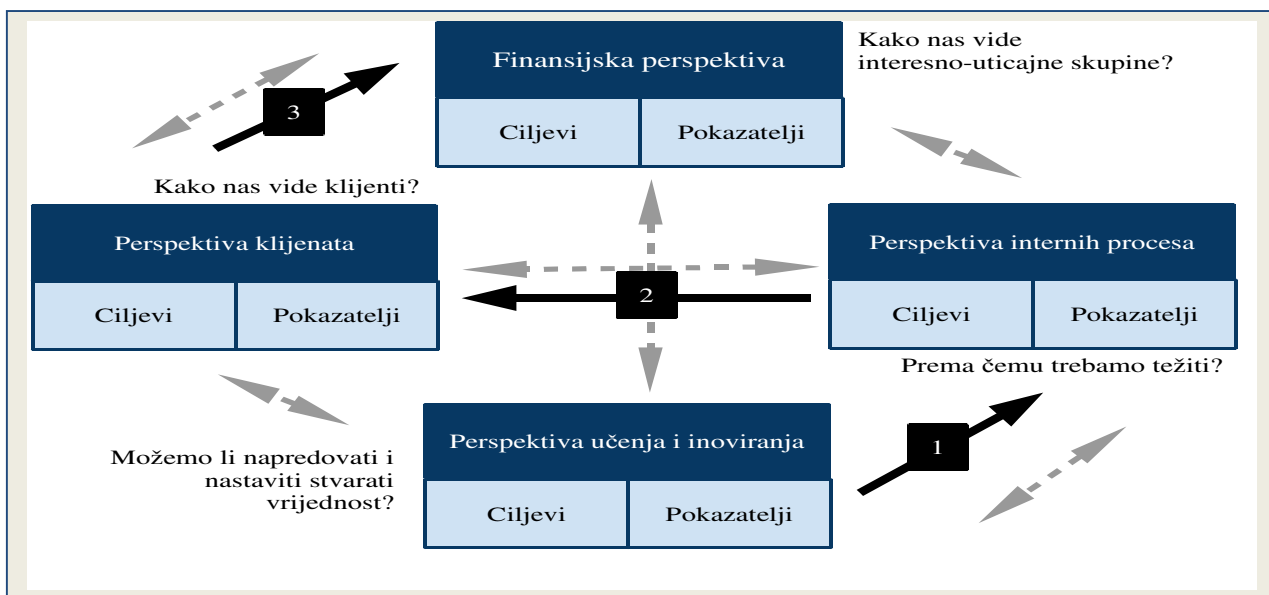 Finansijska perspektiva
Ciljevi
Pokazatelji
Kako nas vide
interesno-uticajne skupine?
3
Kako nas vide klijenti?
Perspektiva klijenata
Ciljevi
Pokazatelji
2
Perspektiva internih procesa
Ciljevi
Pokazatelji
Prema čemu trebamo težiti?
1
Perspektiva učenja i inoviranja
Ciljevi
Pokazatelji
Možemo li napredovati i
nastaviti stvarati
vrijednost?